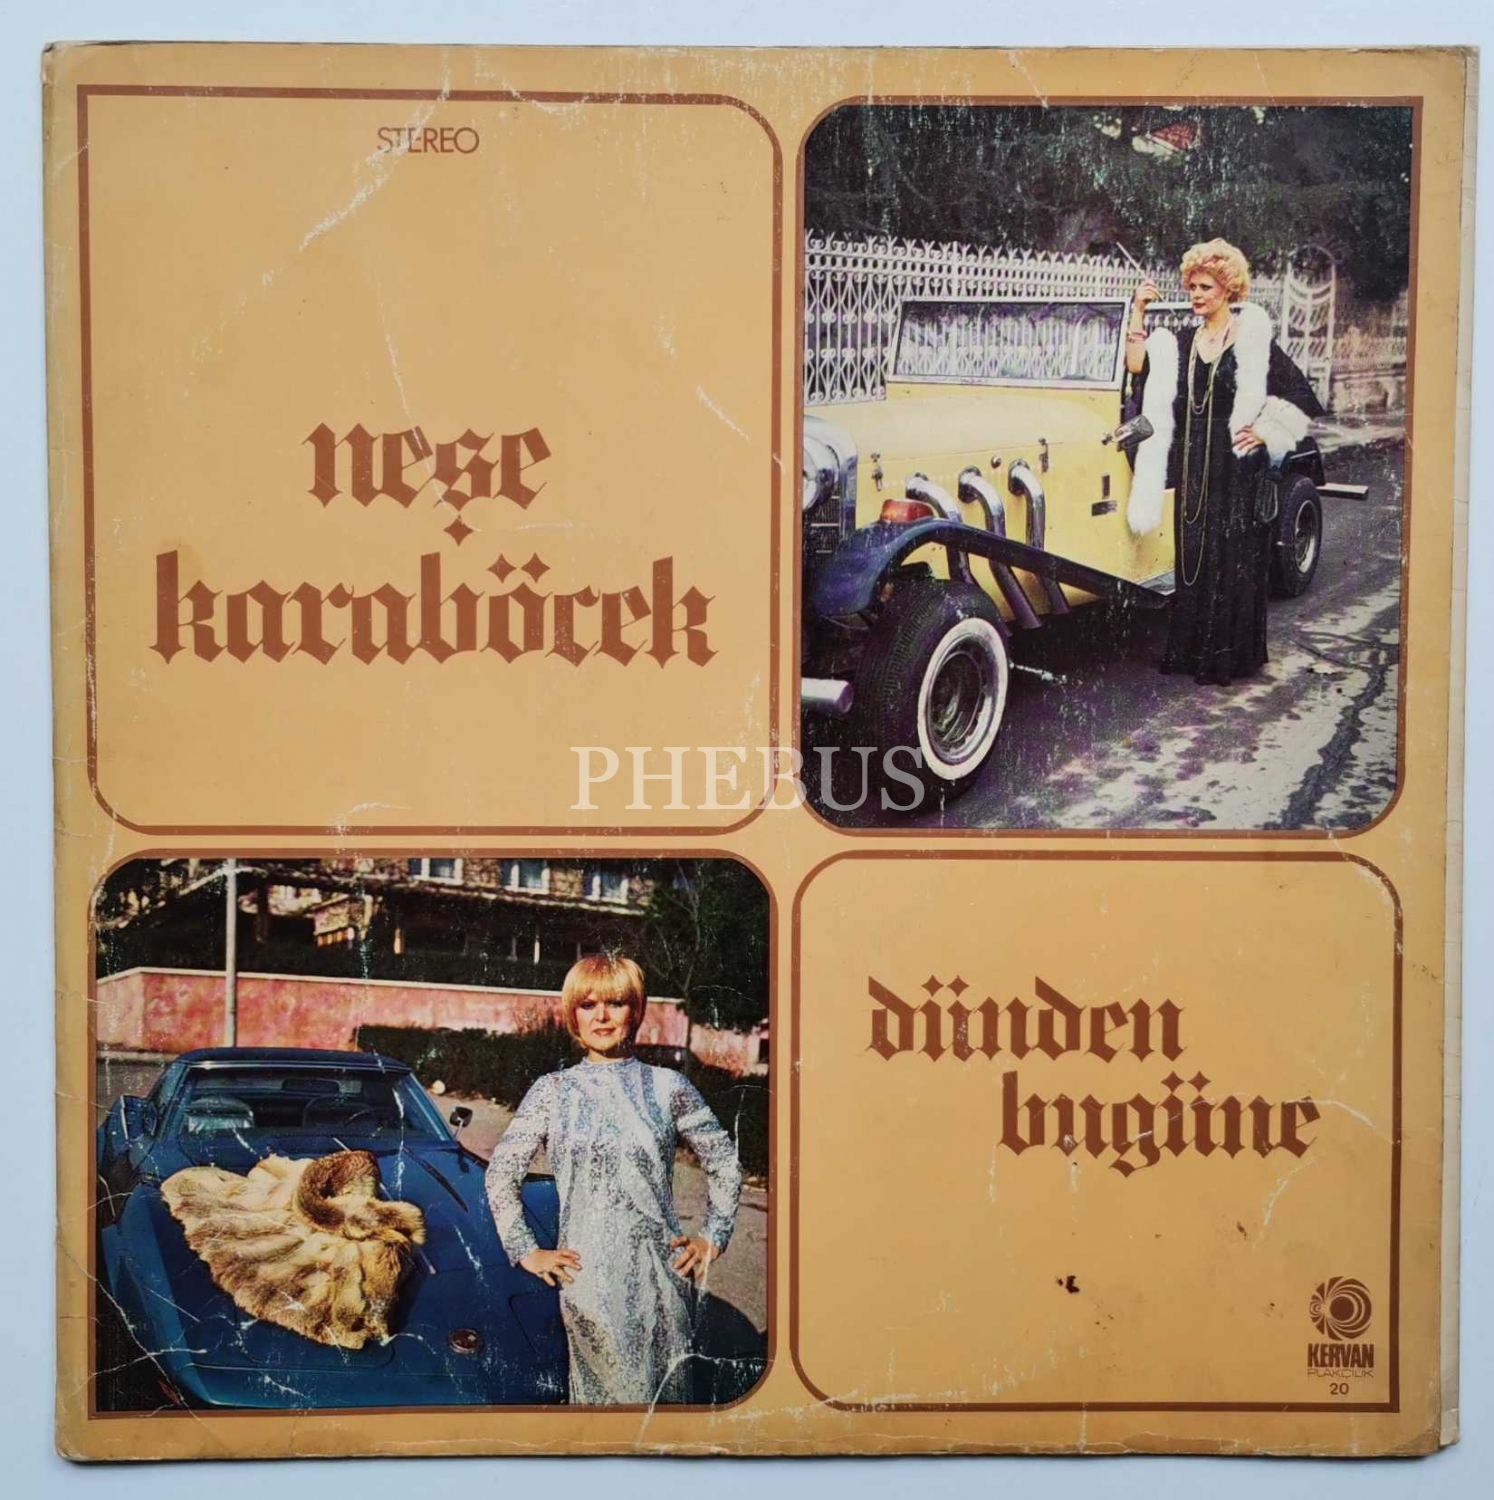 STEREO
neşe
karaböcek
PHEBUS
dünden
bugüne
KERVAN
PLAKÇILIK
20